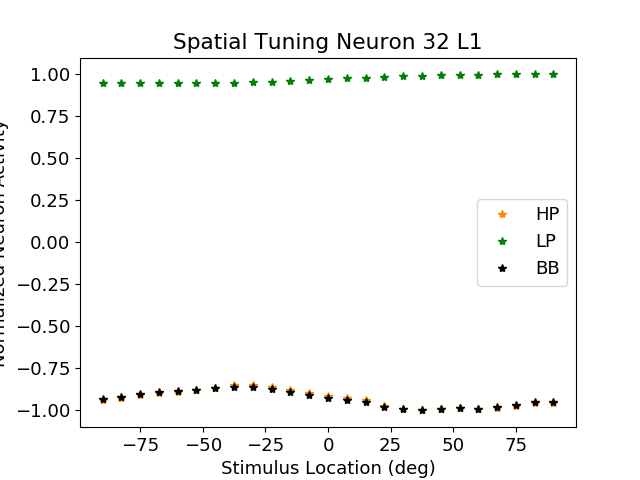 Spatial Tuning Neuron 32 L1
Normalized Neuron Activity
1.00
0.75
0.50
0.25
0.00
−0.25
−0.50
−0.75
−1.00
HP
LP
BB
−75
−50
−25
0
25
50
75
Stimulus Location (deg)